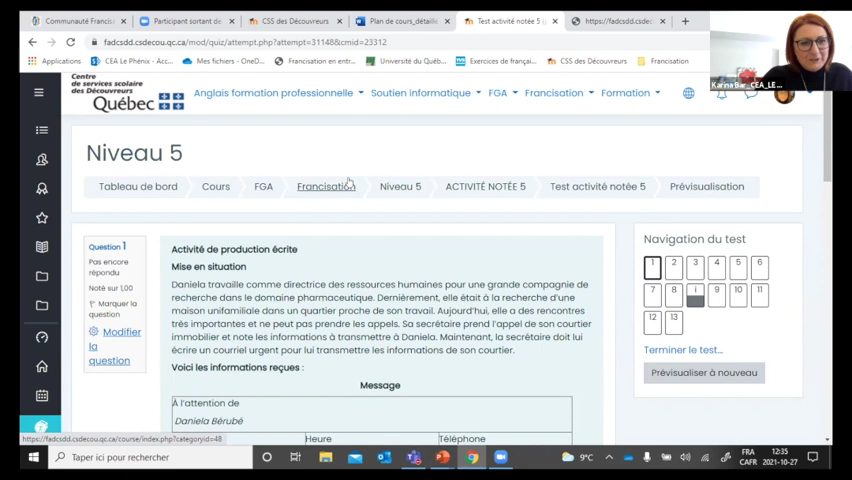 Communauté Francis
Participant sortant de
CSS des Découvreurs
Plan de cours_détaillé
Test activité notée 5 (
https://fadcsdd.csdecou.qc.ca/
fadcsdd.csdecou.qc.ca/mod/quiz/attempt.php?attempt=31148&cmid=23312
Applications
CEA Le Phénix - Acc...
Mes fichiers - OneD...
Francisation en entr...
Université du Québ...
Exercices de françai...
CSS des Découvreurs
Francisation
Karina Bar_CEA_LE
Centre
de services scolaire
des Découvreurs
Québec
Anglais formation professionnelle
Soutien informatique
FGA
Francisation
Formation
Niveau 5
Tableau de bord
Cours
FGA
Francisation
Niveau 5
ACTIVITÉ NOTÉE 5
Test activité notée 5
Prévisualisation
Question 1
Pas encore
répondu
Noté sur 1,00
Marquer la
question
Modifier
la
question
Activité de production écrite
Mise en situation
Daniela travaille comme directrice des ressources humaines pour une grande compagnie de
recherche dans le domaine pharmaceutique. Dernièrement, elle était à la recherche d'une
maison unifamiliale dans un quartier proche de son travail. Aujourd'hui, elle a des rencontres
très importantes et ne peut pas prendre les appels. Sa secrétaire prend l'appel de son courtier
immobilier et note les informations à transmettre à Daniela. Maintenant, la secrétaire doit lui
écrire un courriel urgent pour lui transmettre les informations de son courtier.
Voici les informations reçues :
Message
À l'attention de
Daniela Bérubé
Heure
Téléphone
Navigation du test
1 2 3 4 5 6
7 8 i 9 10 11
12 13
Terminer le test...
Prévisualiser à nouveau
https://fadcsdd.csdecou.qc.ca/course/index.php?categoryid=48
Taper ici pour rechercher
9°C
FRA
CAFR
12:35
2021-10-27